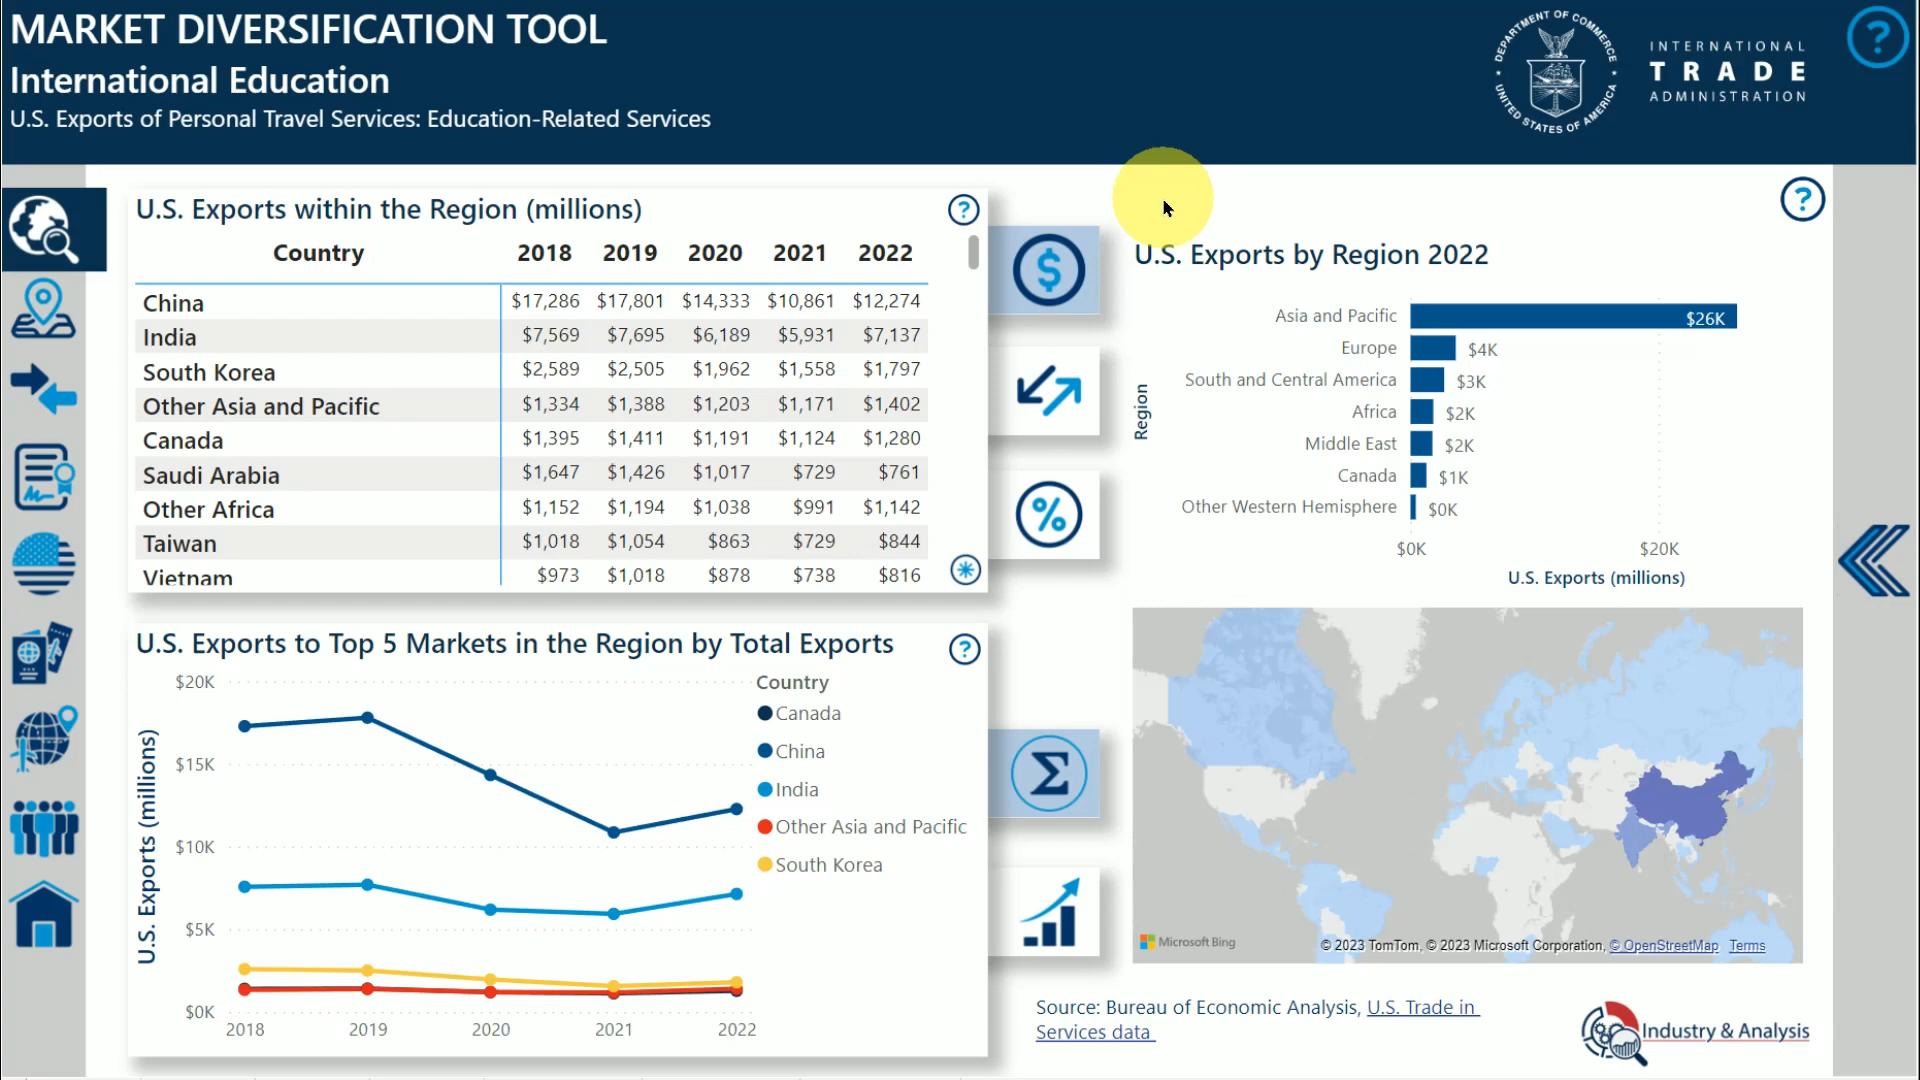 MARKET DIVERSIFICATION TOOL
International Education
U.S. Exports of Personal Travel Services: Education-Related Services
DEPARTMENT OF COMMERCE
UNITED STATES OF AMERICA
INTERNATIONAL
TRADE
ADMINISTRATION
?
U.S. Exports within the Region (millions)
?
Country 2018 2019 2020 2021 2022
China $17,286 $17,801 $14,333 $10,861 $12,274
India $7,569 $7,695 $6,189 $5,931 $7,137
South Korea $2,589 $2,505 $1,962 $1,558 $1,797
Other Asia and Pacific $1,334 $1,388 $1,203 $1,171 $1,402
Canada $1,395 $1,411 $1,191 $1,124 $1,280
Saudi Arabia $1,647 $1,426 $1,017 $729 $761
Other Africa $1,152 $1,194 $1,038 $991 $1,142
Taiwan $1,018 $1,054 $863 $729 $844
Vietnam $973 $1,018 $878 $738 $816
$
%
?
U.S. Exports by Region 2022
Region
Asia and Pacific $26K
Europe $4K
South and Central America $3K
Africa $2K
Middle East $2K
Canada $1K
Other Western Hemisphere $0K
$0K $20K
U.S. Exports (millions)
U.S. Exports to Top 5 Markets in the Region by Total Exports
?
U.S. Exports (millions)
$20K
$15K
$10K
$5K
$0K
2018 2019 2020 2021 2022
Country
Canada
China
India
Other Asia and Pacific
South Korea
Σ
Microsoft Bing
© 2023 TomTom, © 2023 Microsoft Corporation, © OpenStreetMap Terms
Source: Bureau of Economic Analysis, U.S. Trade in
Services data
Industry & Analysis